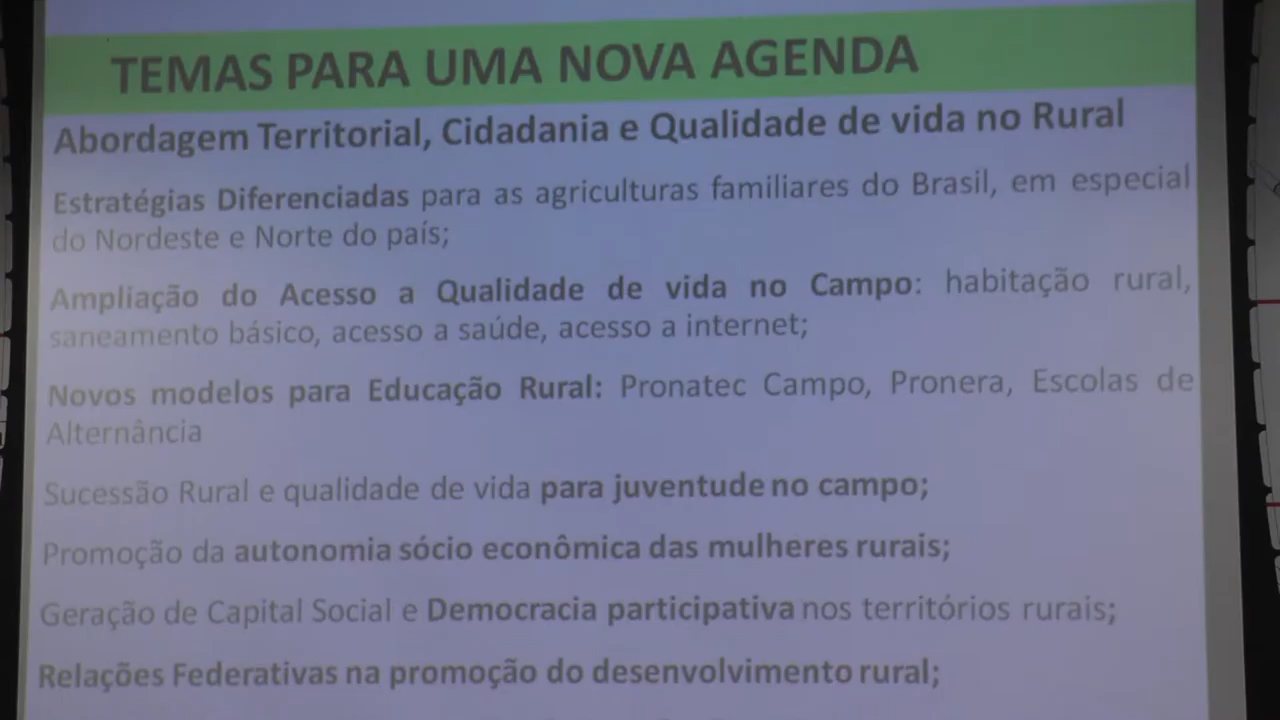 TEMAS PARA UMA NOVA AGENDA
Abordagem Territorial, Cidadania e Qualidade de vida no Rural
Estratégias Diferenciadas para as agriculturas familiares do Brasil, em especial
do Nordeste e Norte do país;
Ampliação do Acesso a Qualidade de vida no Campo: habitação rural,
saneamento básico, acesso a saúde, acesso a internet;
Novos modelos para Educação Rural: Pronatec Campo, Pronera, Escolas de
Alternância
Sucessão Rural e qualidade de vida para juventude no campo;
Promoção da autonomia sócio econômica das mulheres rurais;
Geração de Capital Social e Democracia participativa nos territórios rurais;
Relações Federativas na promoção do desenvolvimento rural;